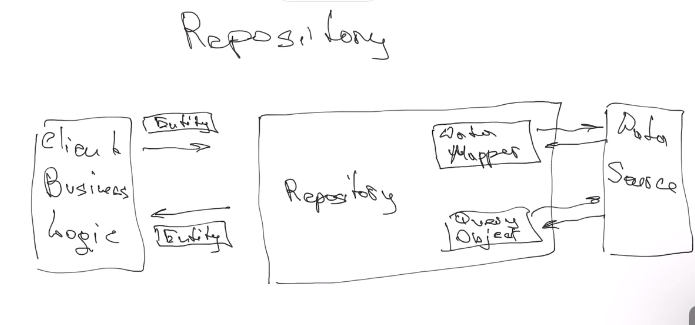 Repository
Client
Business
Logic
Entity
Entity
Repository
Data
Mapper
Query
Object
Data
Source